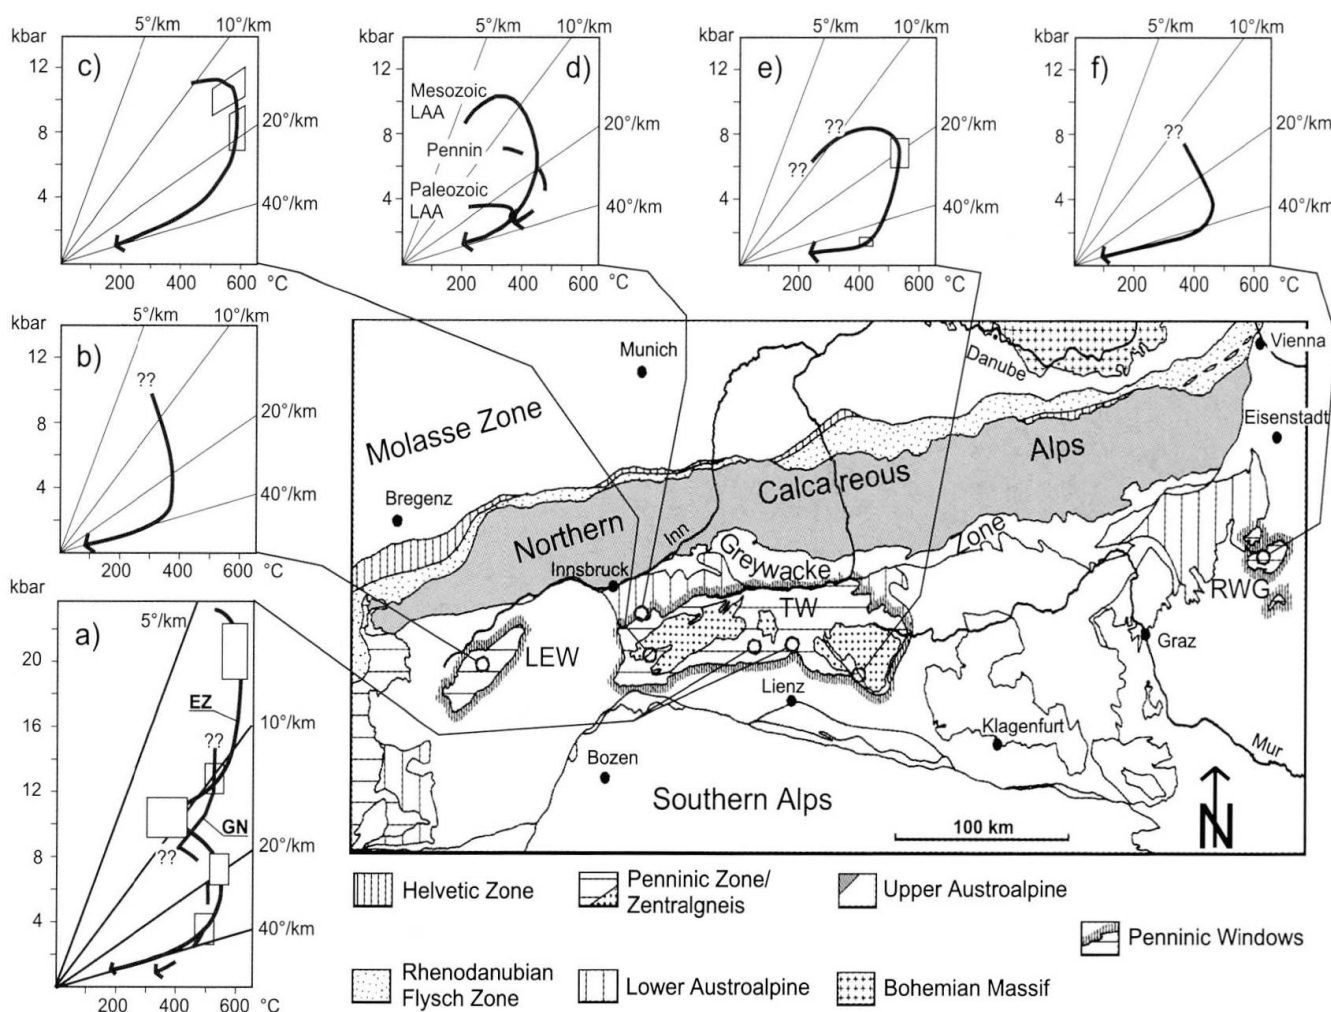 5°/km
10°/km
kbar
12
8
4
c)
20°/km
40°/km
200
400
600
°C
5°/km
10°/km
kbar
12
8
4
d)
Mesozoic
LAA
Pennin
Paleozoic
LAA
20°/km
40°/km
200
400
600
°C
5°/km
10°/km
kbar
12
8
4
e)
??
??
20°/km
40°/km
200
400
600
°C
5°/km
10°/km
kbar
12
8
4
f)
??
20°/km
40°/km
200
400
600
°C
5°/km
10°/km
kbar
12
8
4
b)
??
20°/km
40°/km
200
400
600
°C
kbar
20
16
12
8
4
a)
5°/km
EZ
??
10°/km
GN
??
20°/km
40°/km
200
400
600
°C
Munich
Danube
Vienna
Eisenstadt
Molasse Zone
Bregenz
Northern
Calcareous
Alps
Inn
Innsbruck
Greywacke
Zone
TW
RWG
LEW
Graz
Lienz
Klagenfurt
Mur
Bozen
Southern Alps
100 km
N
Helvetic Zone
Penninic Zone/
Zentralgneis
Upper Austroalpine
Penninic Windows
Rhenodanubian
Flysch Zone
Lower Austroalpine
Bohemian Massif